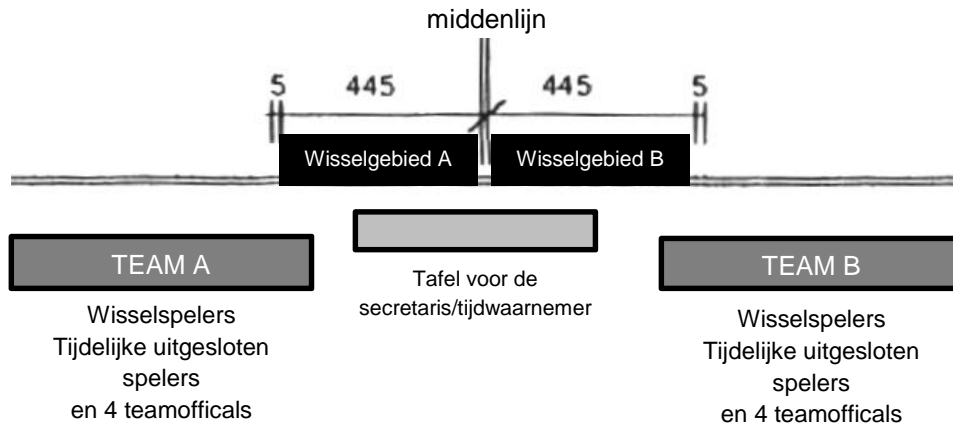 middenlijn
5 445 445 5
Wisselgebied A Wisselgebied B
TEAM A
Wisselspelers
Tijdelijke uitgesloten
spelers
en 4 teamofficals
Tafel voor de
secretaris/tijdwaarnemer
TEAM B
Wisselspelers
Tijdelijke uitgesloten
spelers
en 4 teamofficals